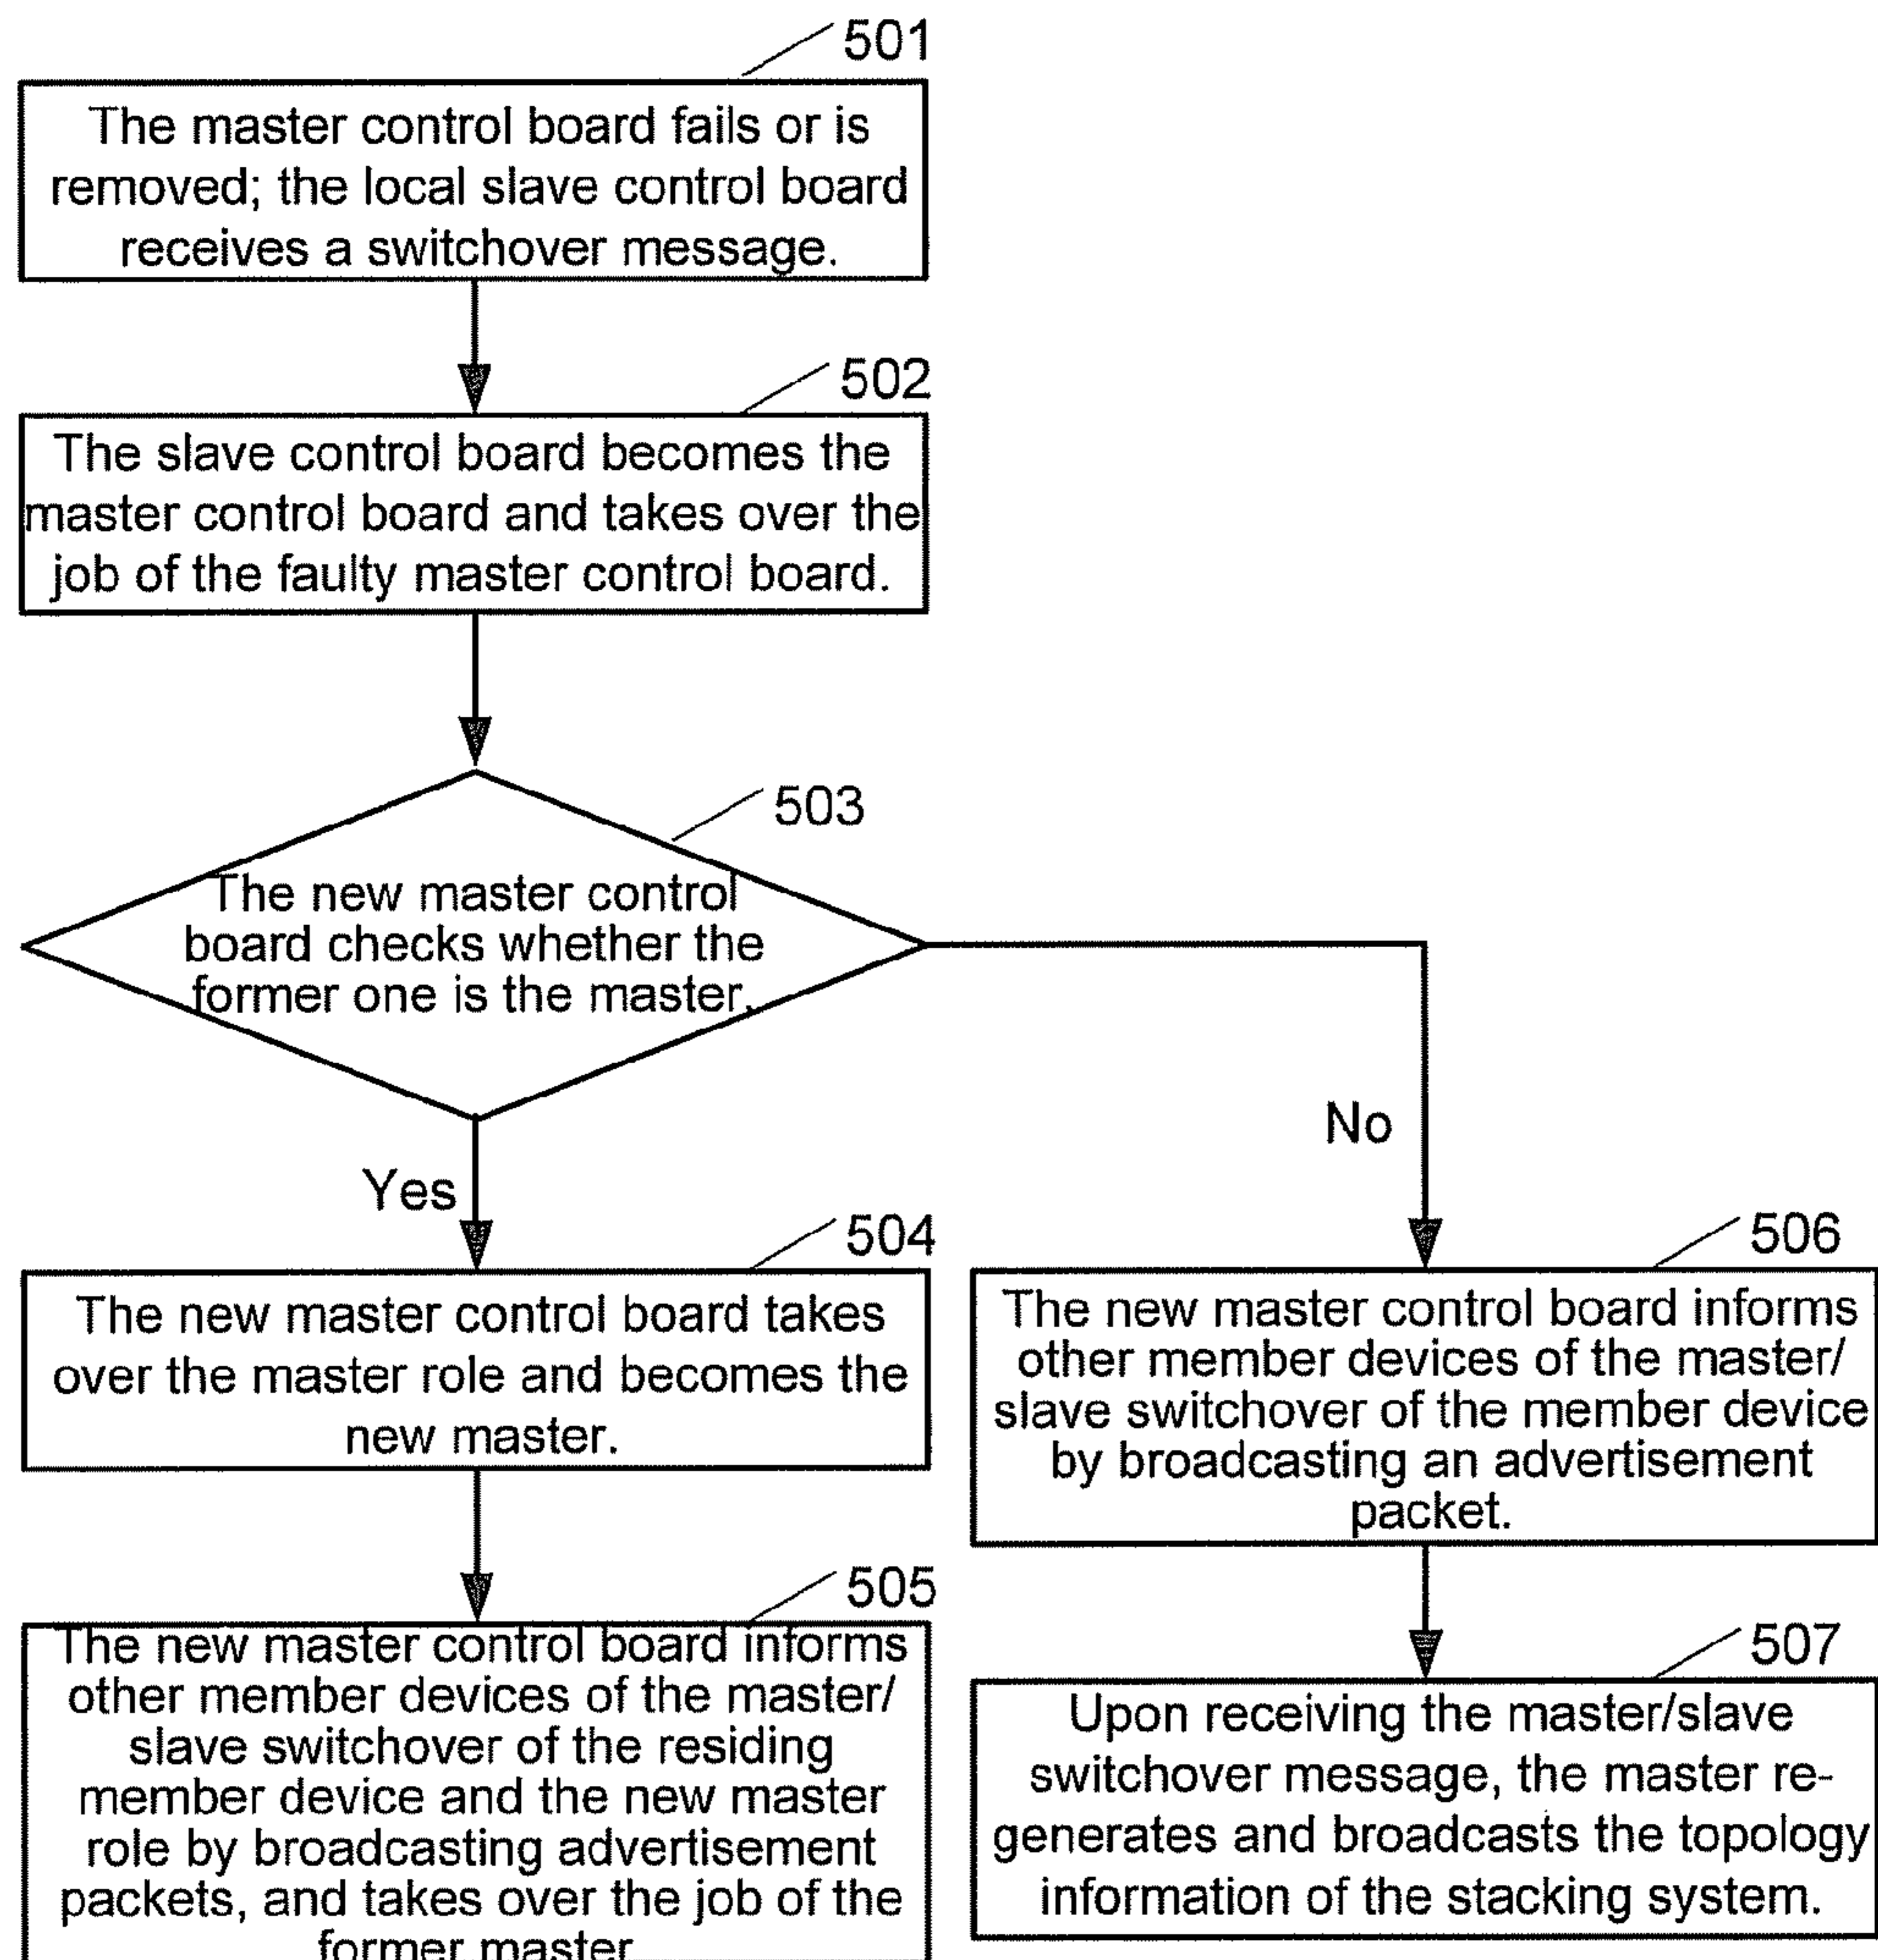 501
The master control board fails or is
removed; the local slave control board
receives a switchover message.
502
The slave control board becomes the
master control board and takes over the
job of the faulty master control board.
503
The new master control
board checks whether the
former one is the master.
No
Yes
504
The new master control board takes
over the master role and becomes the
new master.
506
The new master control board informs
other member devices of the master/
slave switchover of the member device
by broadcasting an advertisement
packet.
505
The new master control board informs
other member devices of the master/
slave switchover of the residing
member device and the new master
role by broadcasting advertisement
packets, and takes over the job of the
former master
507
Upon receiving the master/slave
switchover message, the master re-
generates and broadcasts the topology
information of the stacking system.